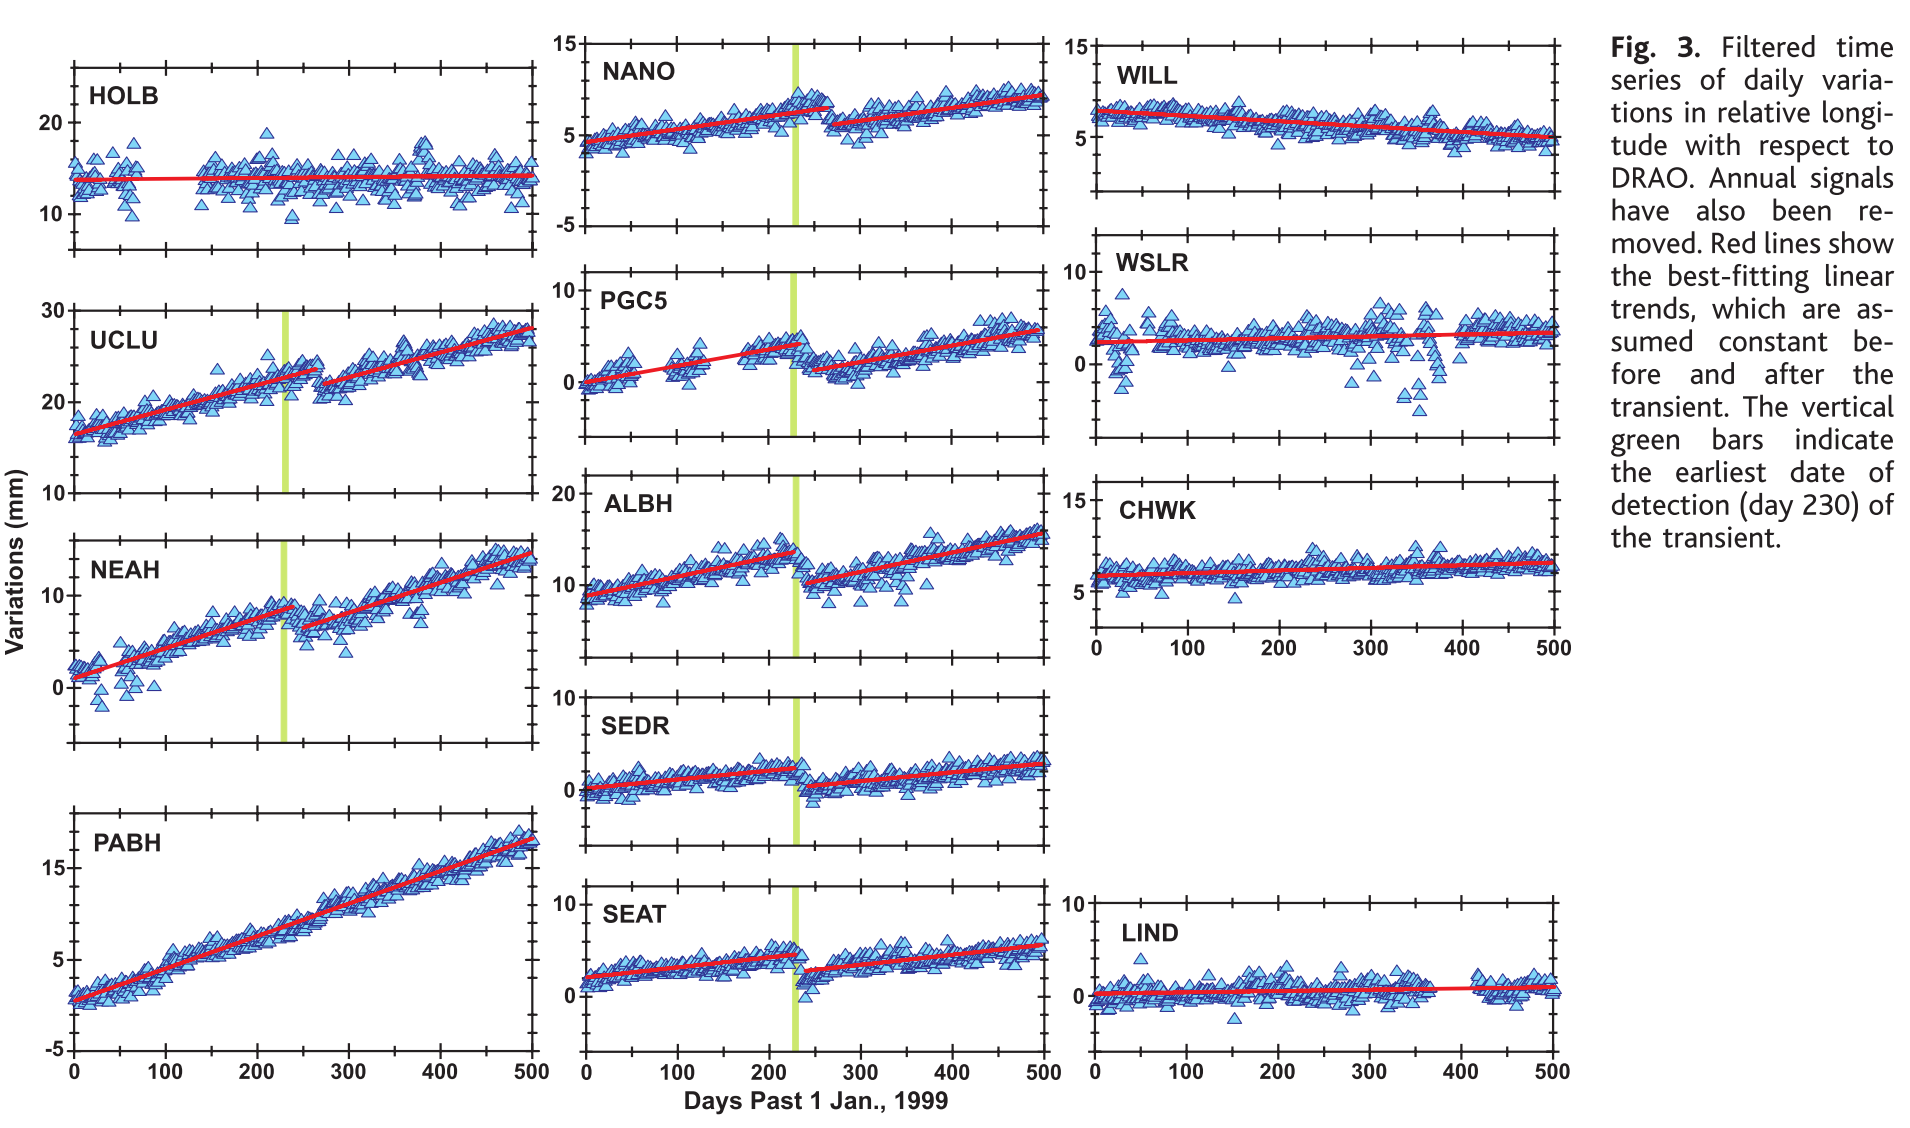 HOLB
20
10
UCLU
30
20
10
NEAH
10
0
PABH
15
5
-5
0 100 200 300 400 500
Variations (mm)
NANO
15
5
-5
PGC5
10
0
ALBH
20
10
SEDR
10
0
SEAT
10
0
0 100 200 300 400 500
Days Past 1 Jan., 1999
WILL
15
5
WSLR
10
0
CHWK
15
5
0 100 200 300 400 500
LIND
10
0
0 100 200 300 400 500
Fig. 3. Filtered time
series of daily varia-
tions in relative longi-
tude with respect to
DRAO. Annual signals
have also been re-
moved. Red lines show
the best-fitting linear
trends, which are as-
sumed constant be-
fore and after the
transient. The vertical
green bars indicate
the earliest date of
detection (day 230) of
the transient.